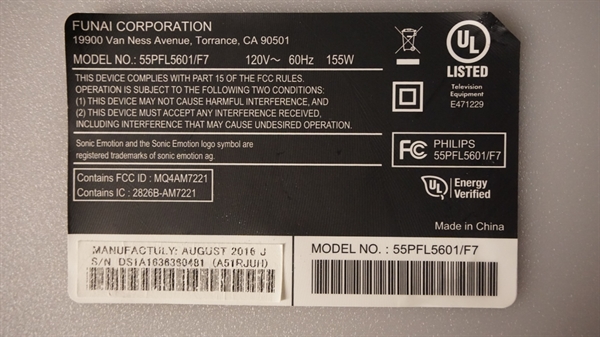 FUNAI CORPORATION
19900 Van Ness Avenue, Torrance, CA 90501
MODEL NO.: 55PFL5601/F7 120V~ 60Hz 155W
THIS DEVICE COMPLIES WITH PART 15 OF THE FCC RULES.
OPERATION IS SUBJECT TO THE FOLLOWING TWO CONDITIONS:
(1) THIS DEVICE MAY NOT CAUSE HARMFUL INTERFERENCE, AND
(2) THIS DEVICE MUST ACCEPT ANY INTERFERENCE RECEIVED,
INCLUDING INTERFERENCE THAT MAY CAUSE UNDESIRED OPERATION.
Sonic Emotion and the Sonic Emotion logo symbol are
registered trademarks of sonic emotion ag.
Contains FCC ID : MQ4AM7221
Contains IC : 2826B-AM7221
UL
LISTED
Television
Equipment
E471229
FC PHILIPS
55PFL5601/F7
UL Energy
Verified
Made in China
MANUFACTULY: AUGUST 2016 J
S/N DS1A1636360481 (A51RJUH)
MODEL NO. : 55PFL5601/F7